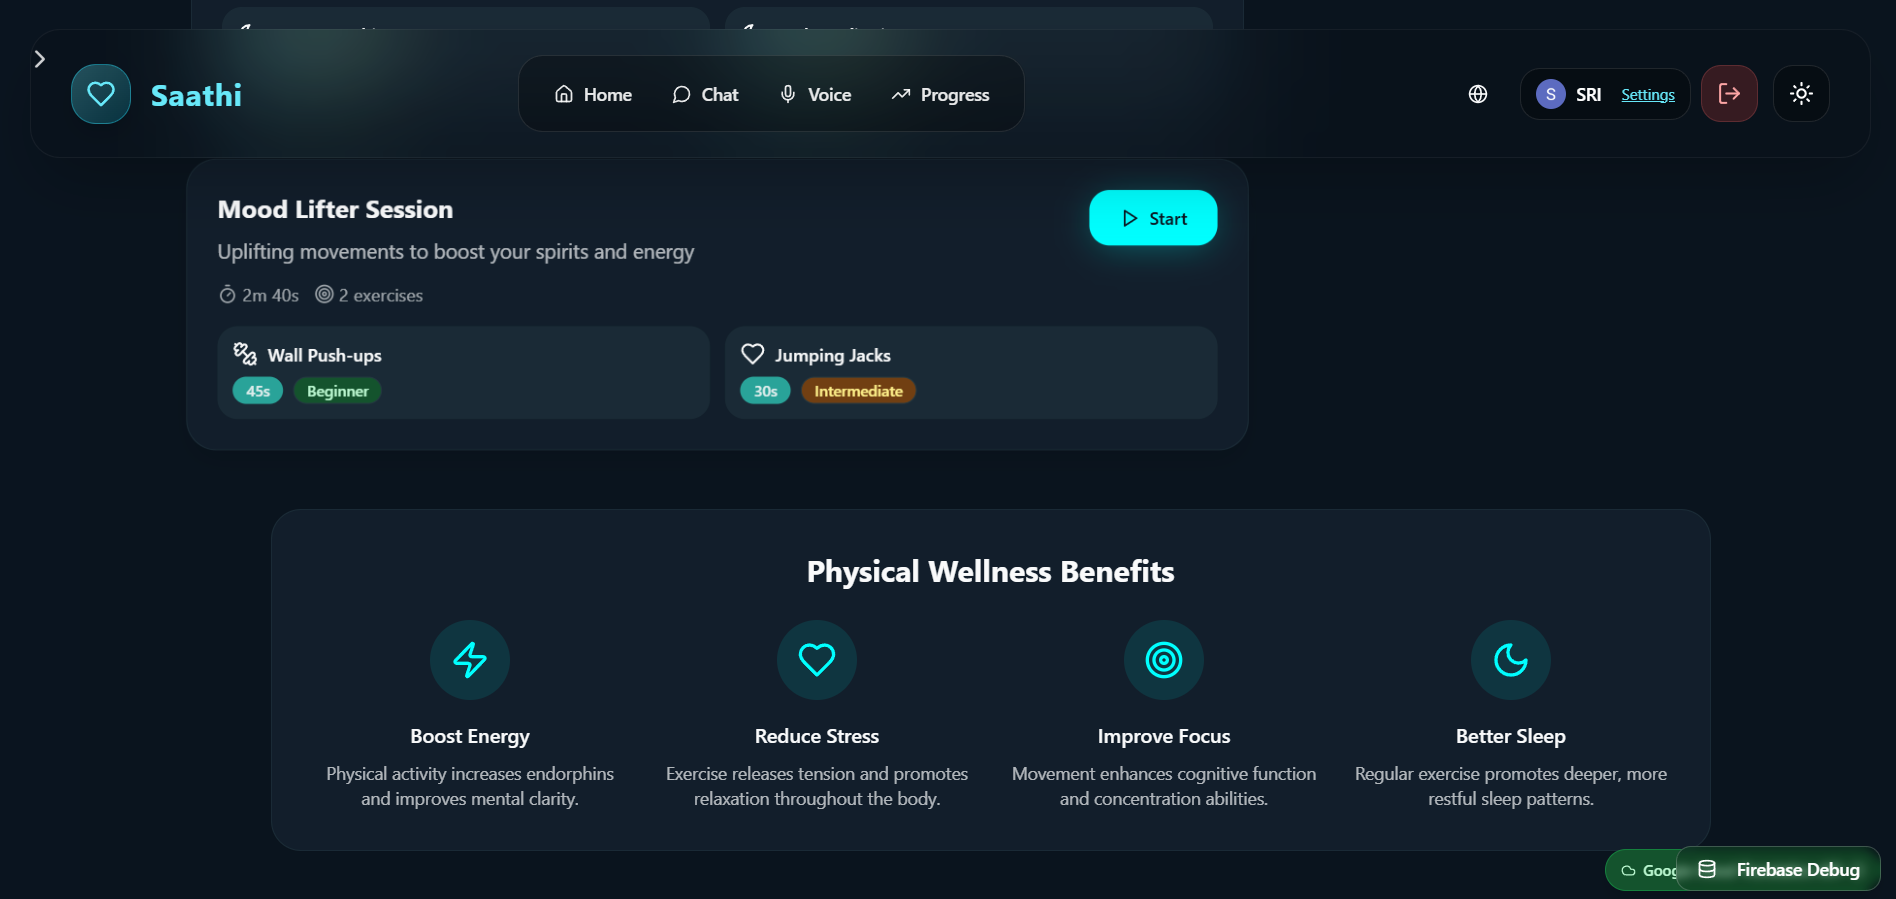 Saathi
Home
Chat
Voice
Progress
S
SRI
Settings
Mood Lifter Session
Start
Uplifting movements to boost your spirits and energy
2m 40s
2 exercises
Wall Push-ups
45s
Beginner
Jumping Jacks
30s
Intermediate
Physical Wellness Benefits
Boost Energy
Physical activity increases endorphins
and improves mental clarity.
Reduce Stress
Exercise releases tension and promotes
relaxation throughout the body.
Improve Focus
Movement enhances cognitive function
and concentration abilities.
Better Sleep
Regular exercise promotes deeper, more
restful sleep patterns.
Firebase Debug